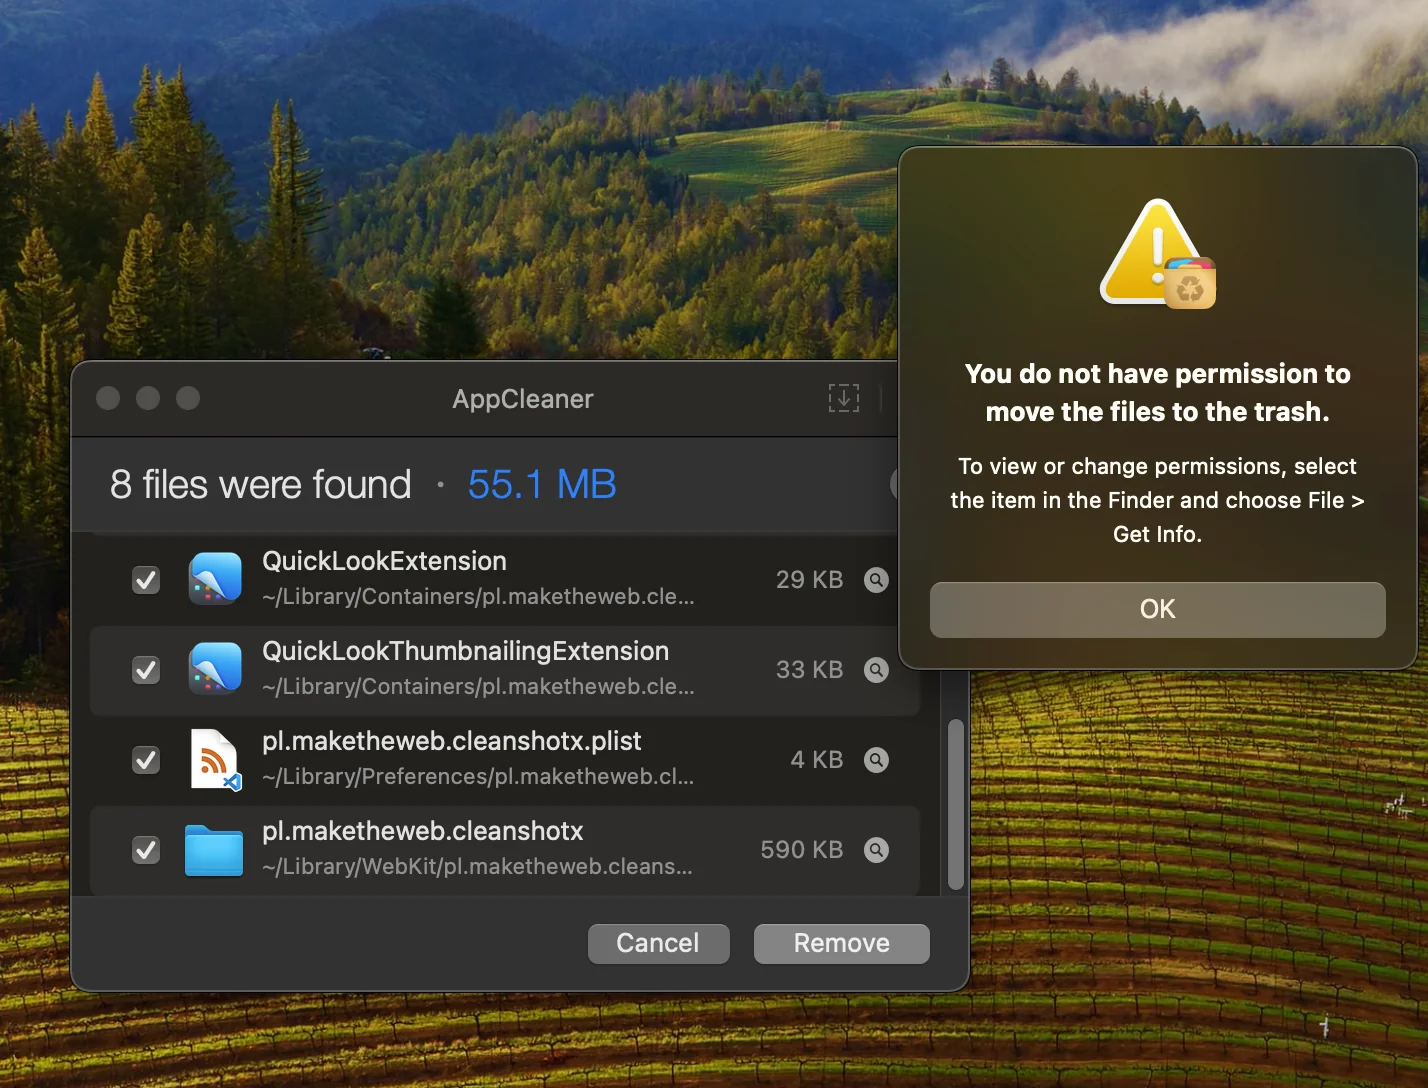 AppCleaner
8 files were found · 55.1 MB
QuickLookExtension
~/Library/Containers/pl.maketheweb.cle...
29 KB
QuickLookThumbnailingExtension
~/Library/Containers/pl.maketheweb.cle...
33 KB
pl.maketheweb.cleanshotx.plist
~/Library/Preferences/pl.maketheweb.cl...
4 KB
pl.maketheweb.cleanshotx
~/Library/WebKit/pl.maketheweb.cleans...
590 KB
Cancel
Remove
You do not have permission to
move the files to the trash.
To view or change permissions, select
the item in the Finder and choose File >
Get Info.
OK